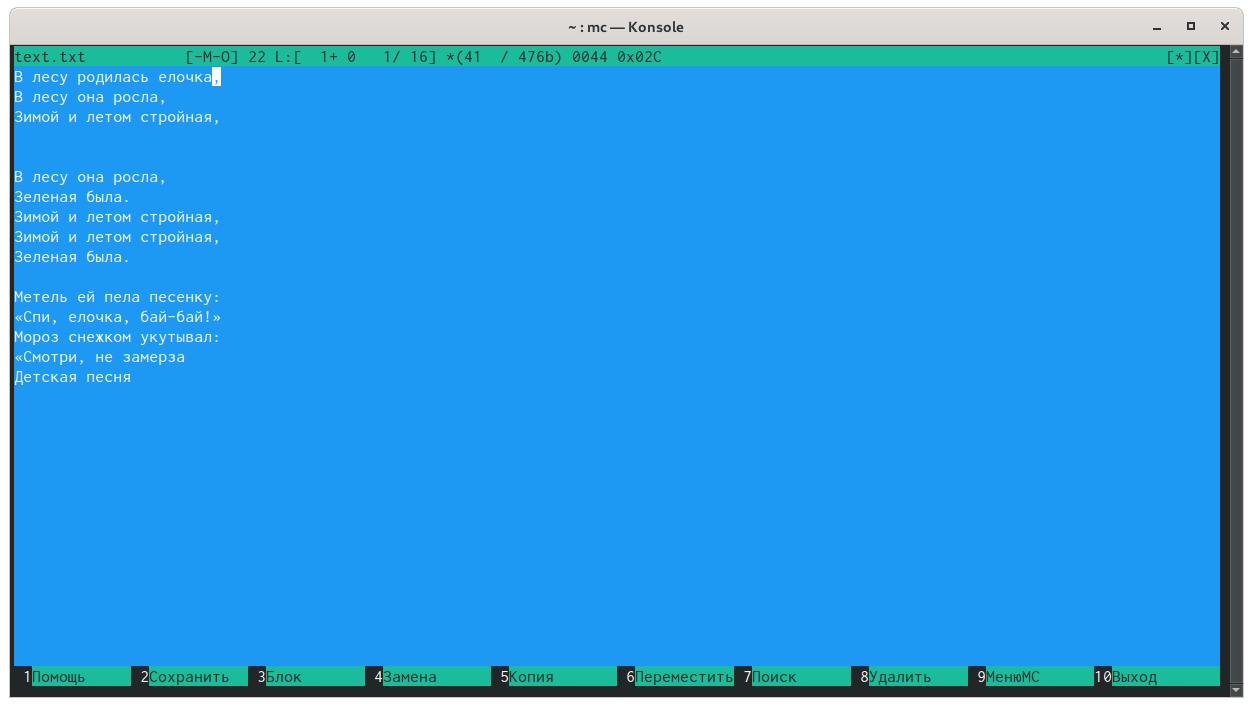 ~ : mc — Konsole
text.txt [-M-O] 22 L:[ 1+ 0 1/ 16] *(41 / 476b) 0044 0x02C [*][X]
В лесу родилась елочка,
В лесу она росла,
Зимой и летом стройная,
В лесу она росла,
Зеленая была.
Зимой и летом стройная,
Зимой и летом стройная,
Зеленая была.
Метель ей пела песенку:
«Спи, елочка, бай-бай!»
Мороз снежком укутывал:
«Смотри, не замерза
Детская песня
1Помощь 2Сохранить 3Блок 4Замена 5Копия 6Переместить 7Поиск 8Удалить 9МенюМС 10Выход